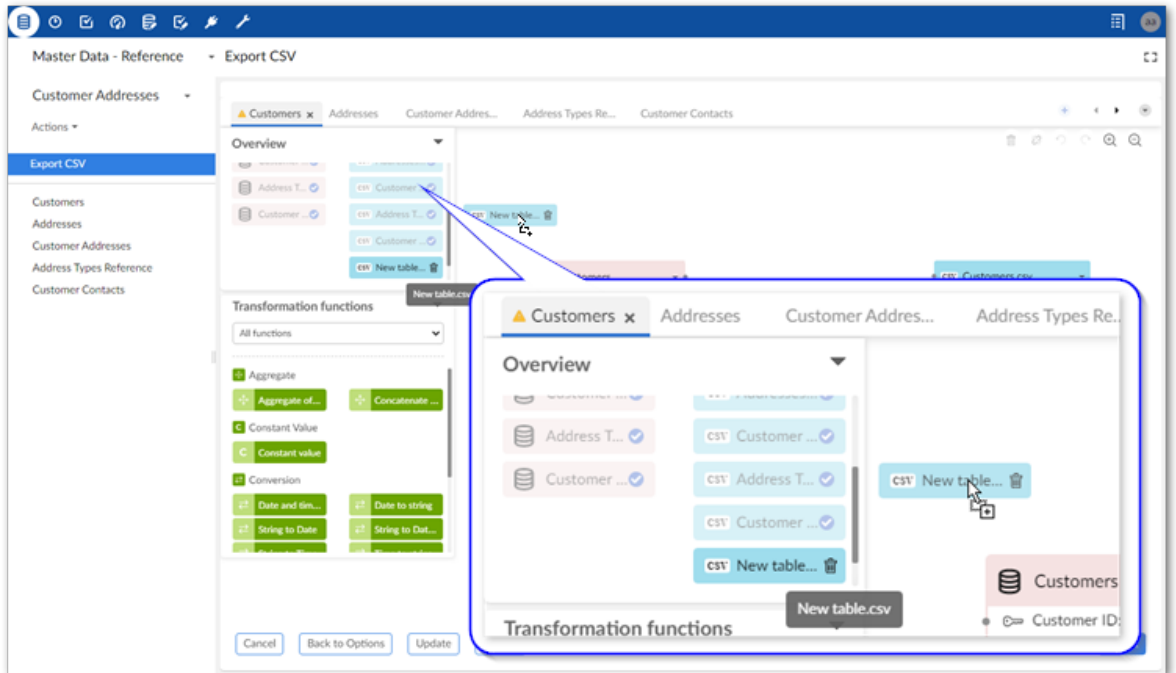 Master Data - Reference
Export CSV
Customer Addresses
Actions
Export CSV
Customers
Addresses
Customer Addresses
Address Types Reference
Customer Contacts
Customers x
Addresses
Customer Addres...
Address Types Re...
Customer Contacts
Overview
Address T...
CSV Customer
Customer ...
CSV Address T...
CSV Customer ...
CSV New table...
CSV New table...
New table.csv
CSV Customers.csv
Transformation functions
All functions
Aggregate
Aggregate of...
Concatenate ...
C Constant Value
C Constant value
Conversion
Date and tim...
Date to string
String to Date
String to Dat...
Cancel
Back to Options
Update
Customers x
Addresses
Customer Addres...
Address Types Re..
Overview
Customer ...
Address T...
CSV Customer ...
Customer ...
CSV Address T...
CSV New table...
CSV Customer ...
CSV New table...
New table.csv
Customers
Customer ID:
Transformation functions